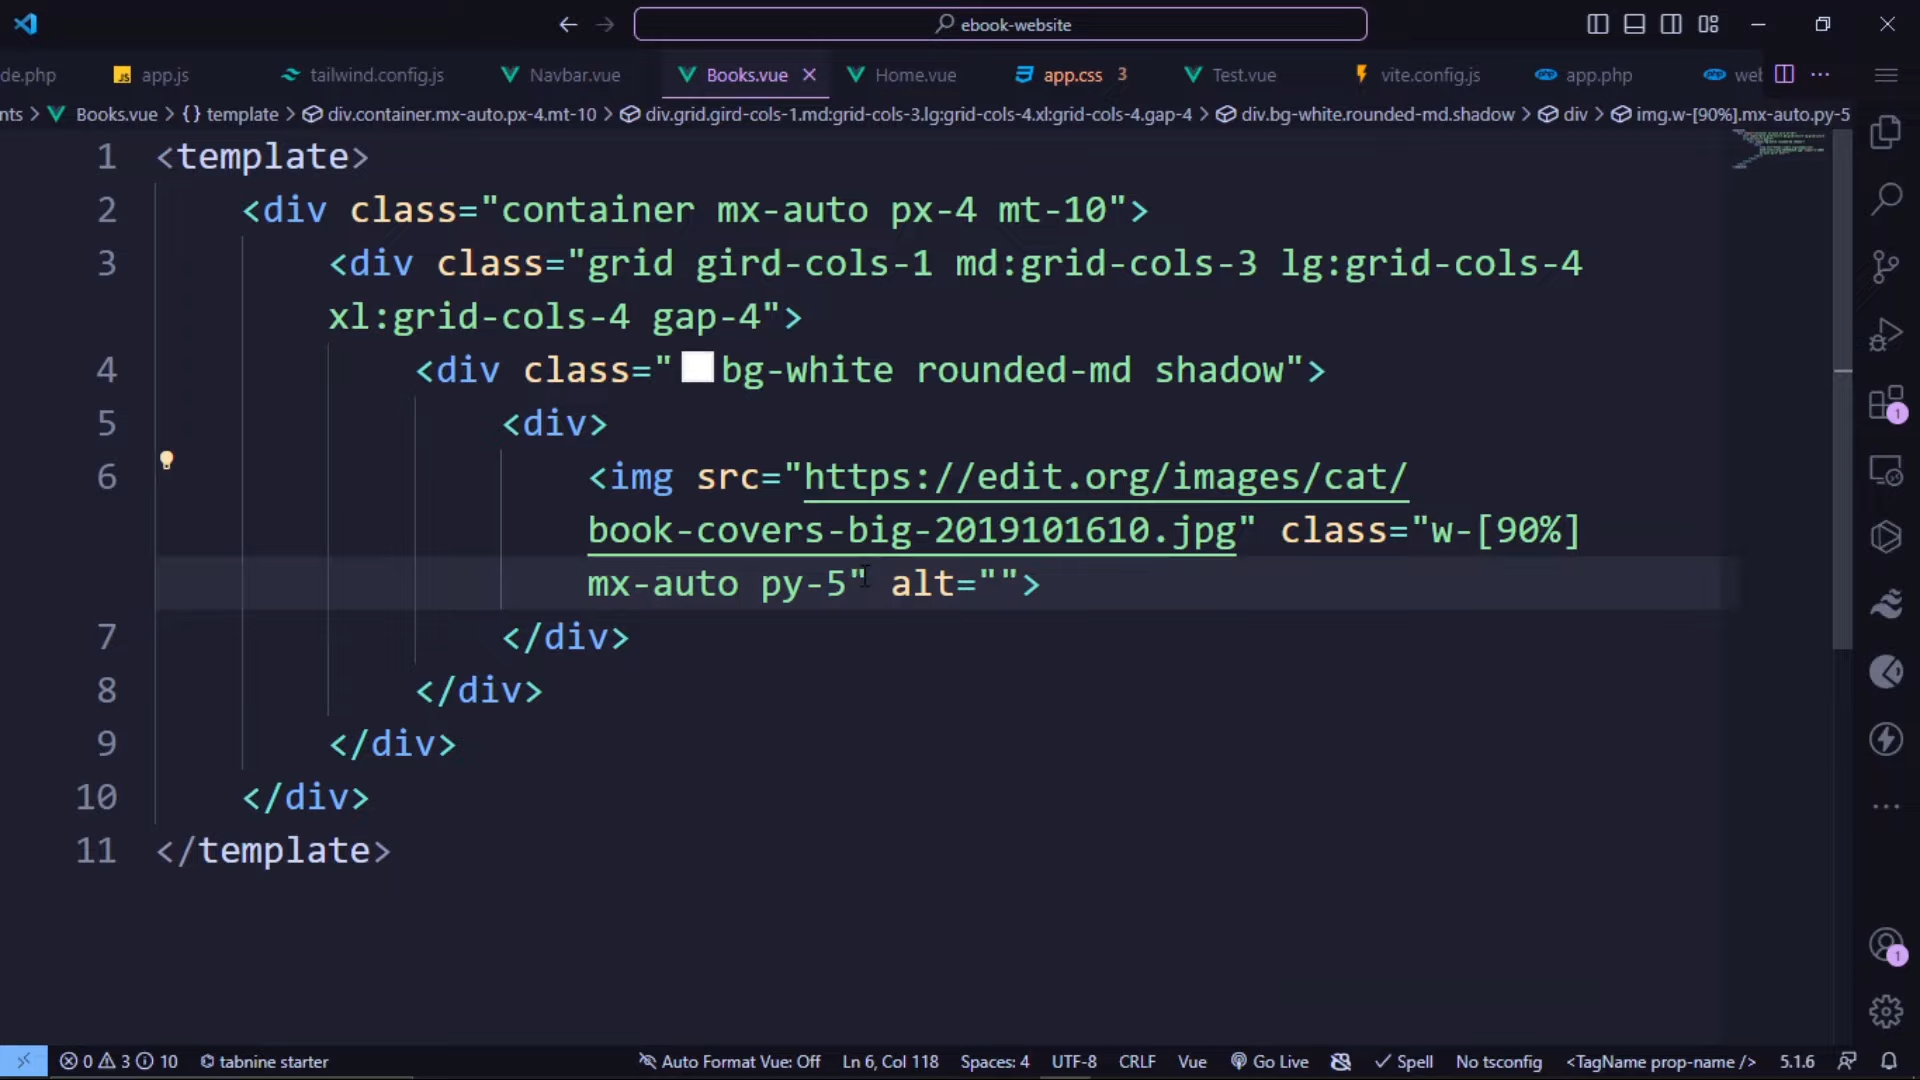 ebook-website
de.php
JS app.js
tailwind.config.js
Navbar.vue
Books.vue
Home.vue
app.css 3
Test.vue
vite.config.js
app.php
web
nts > Books.vue > {} template > div.container.mx-auto.px-4.mt-10 > div.grid.gird-cols-1.md:grid-cols-3.lg:grid-cols-4.xl:grid-cols-4.gap-4 > div.bg-white.rounded-md.shadow > div > img.w-[90%].mx-auto.py-5
1 <template>
2 <div class="container mx-auto px-4 mt-10">
3 <div class="grid gird-cols-1 md:grid-cols-3 lg:grid-cols-4
xl:grid-cols-4 gap-4">
4 <div class="bg-white rounded-md shadow">
5 <div>
6 <img src="https://edit.org/images/cat/
book-covers-big-2019101610.jpg" class="w-[90%]
mx-auto py-5" alt="">
7 </div>
8 </div>
9 </div>
10 </div>
11 </template>
1
1
0 3 10 tabnine starter
Auto Format Vue: Off Ln 6, Col 118 Spaces: 4 UTF-8 CRLF Vue Go Live Spell No tsconfig <TagName prop-name /> 5.1.6